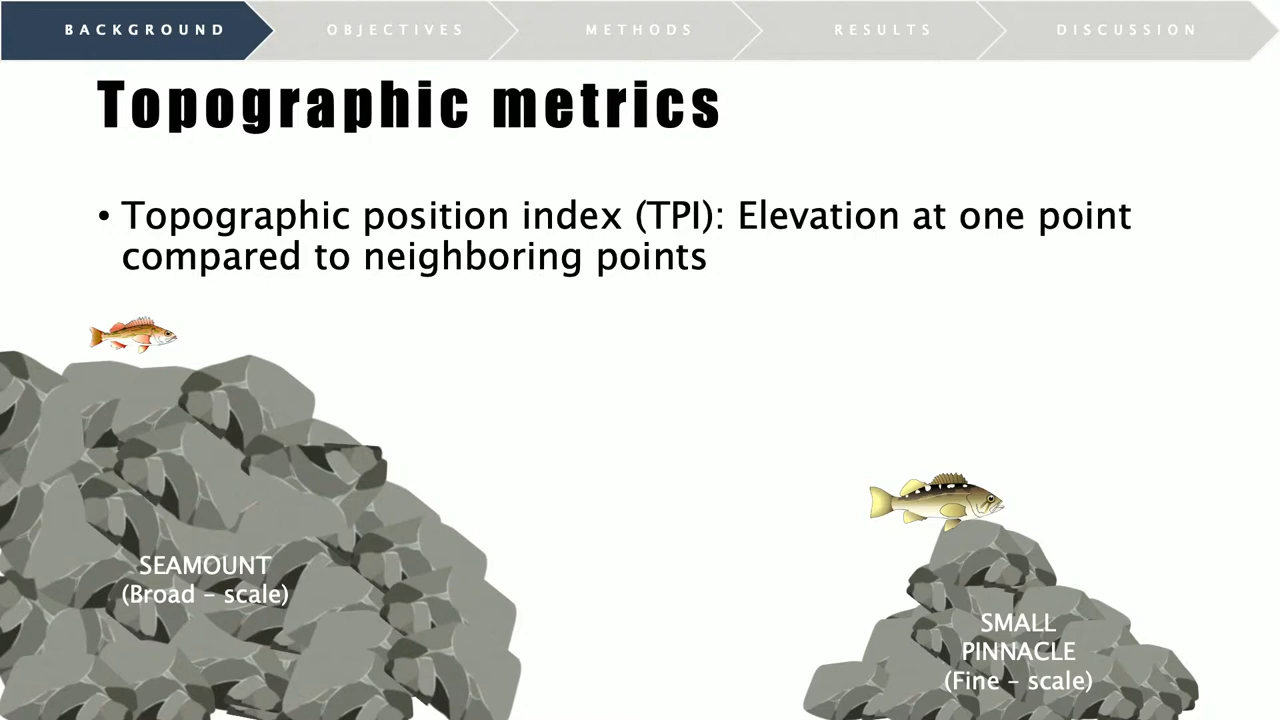 BACKGROUND
OBJECTIVES
METHODS
RESULTS
DISCUSSION
Topographic metrics
• Topographic position index (TPI): Elevation at one point
compared to neighboring points
SEAMOUNT
(Broad – scale)
SMALL
PINNACLE
(Fine – scale)